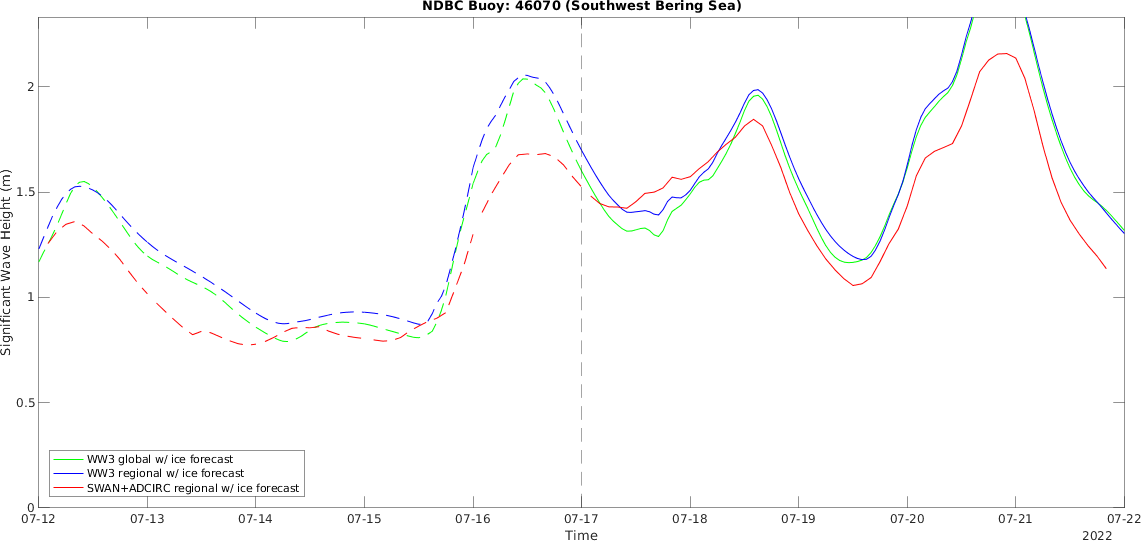 NDBC Buoy: 46070 (Southwest Bering Sea)
Significant Wave Height (m)
2
1.5
1
0.5
0
WW3 global w/ ice forecast
WW3 regional w/ ice forecast
SWAN+ADCIRC regional w/ ice forecast
07-12 07-13 07-14 07-15 07-16 07-17 07-18 07-19 07-20 07-21 07-22
Time
2022